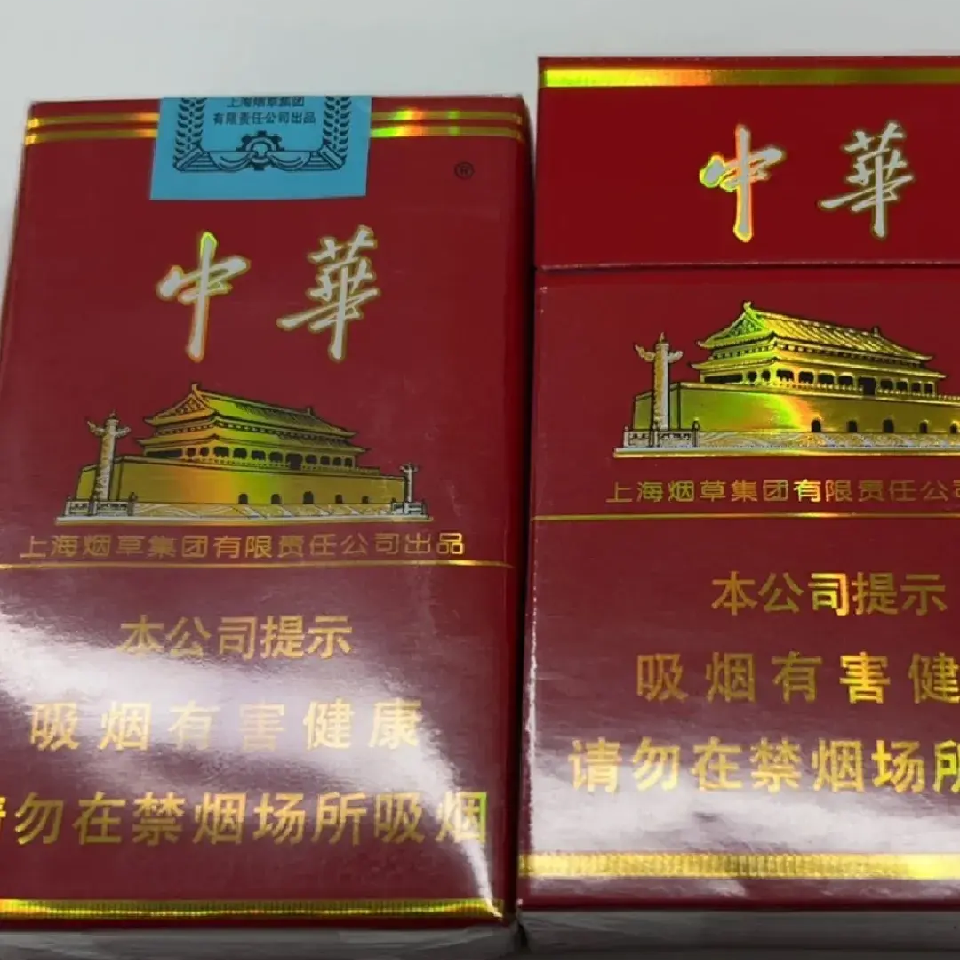 上海烟草集团
有限责任公司出品
®
中華
上海烟草集团有限责任公司出品
本公司提示
吸烟有害健康
请勿在禁烟场所吸烟
中華
上海烟草集团有限责任公司
本公司提示
吸烟有害健
请勿在禁烟场所